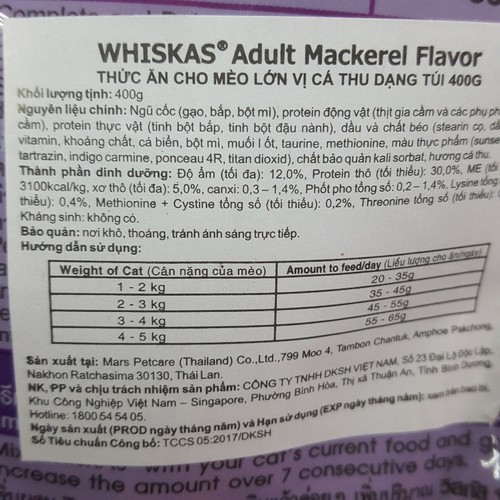 WHISKAS® Adult Mackerel Flavor
THỨC ĂN CHO MÈO LỚN VỊ CÁ THU DẠNG TÚI 400G
Khối lượng tịnh: 400g
Nguyên liệu chính: Ngũ cốc (gạo, bắp, bột mì), protein động vật (thịt gia cầm và các phụ
cầm), protein thực vật (tinh bột bắp, tinh bột đậu nành), dầu và chất béo (stearin cọ,
vitamin, khoáng chất, cá biển, bột mì, muối I ốt, taurine, methionine, màu thực phẩm
tartrazin, indigo carmine, ponceau 4R, titan dioxid), chất bảo quản kali sorbat, hương cá thu.
Thành phần dinh dưỡng: Độ ẩm (tối đa): 12,0%, Protein thô (tối thiểu): 30,0%, ME (tối
3100kcal/kg, xơ thô (tối đa): 5,0%, canxi: 0,3 – 1,4%, Phốt pho tổng số: 0,2 – 1,4%, Lysine tổng
thiểu): 0,4%, Methionine + Cystine tổng số (tối thiểu): 0,2%, Threonine tổng số (tối thiểu):
Kháng sinh: không có.
Bảo quản: nơi khô, thoáng, tránh ánh sáng trực tiếp.
Hướng dẫn sử dụng:
Weight of Cat (Cân nặng của mèo) Amount to feed/day (Liều lượng cho ăn/ngày)
1 - 2 kg 20 - 35g
2 - 3 kg 35 - 45g
3 - 4 kg 45 - 55g
4 - 5 kg 55 - 65g
Sản xuất tại: Mars Petcare (Thailand) Co.,Ltd.,799 Moo 4, Tambon Chantuk, Amphoe Pakchong,
Nakhon Ratchasima 30130, Thái Lan.
NK, PP và chịu trách nhiệm sản phẩm: CÔNG TY TNHH DKSH VIỆT NAM, Số 23 Đại Lộ Độc Lập,
Khu Công Nghiệp Việt Nam – Singapore, Phường Bình Hòa, Thị xã Thuận An, Tỉnh Bình Dương.
Hotline: 1800 54 54 05.
Ngày sản xuất (PROD ngày tháng năm) và Hạn sử dụng (EXP ngày tháng năm): xem trên bao bì.
Số Tiêu chuẩn Công bố: TCCS 05:2017/DKSH
with your cat's current food and
increase the amount over 7 consecutive days.